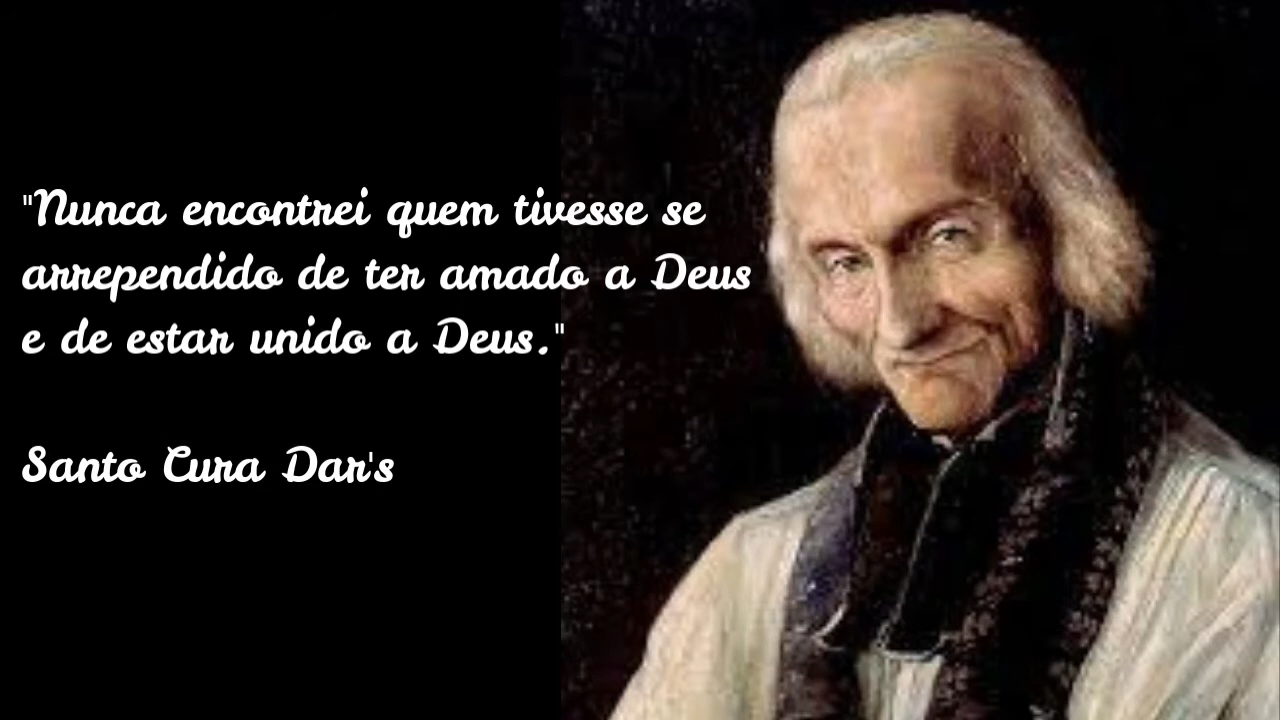 "Nunca encontrei quem tivesse se
arrependido de ter amado a Deus
e de estar unido a Deus."
Santo Cura Dar's